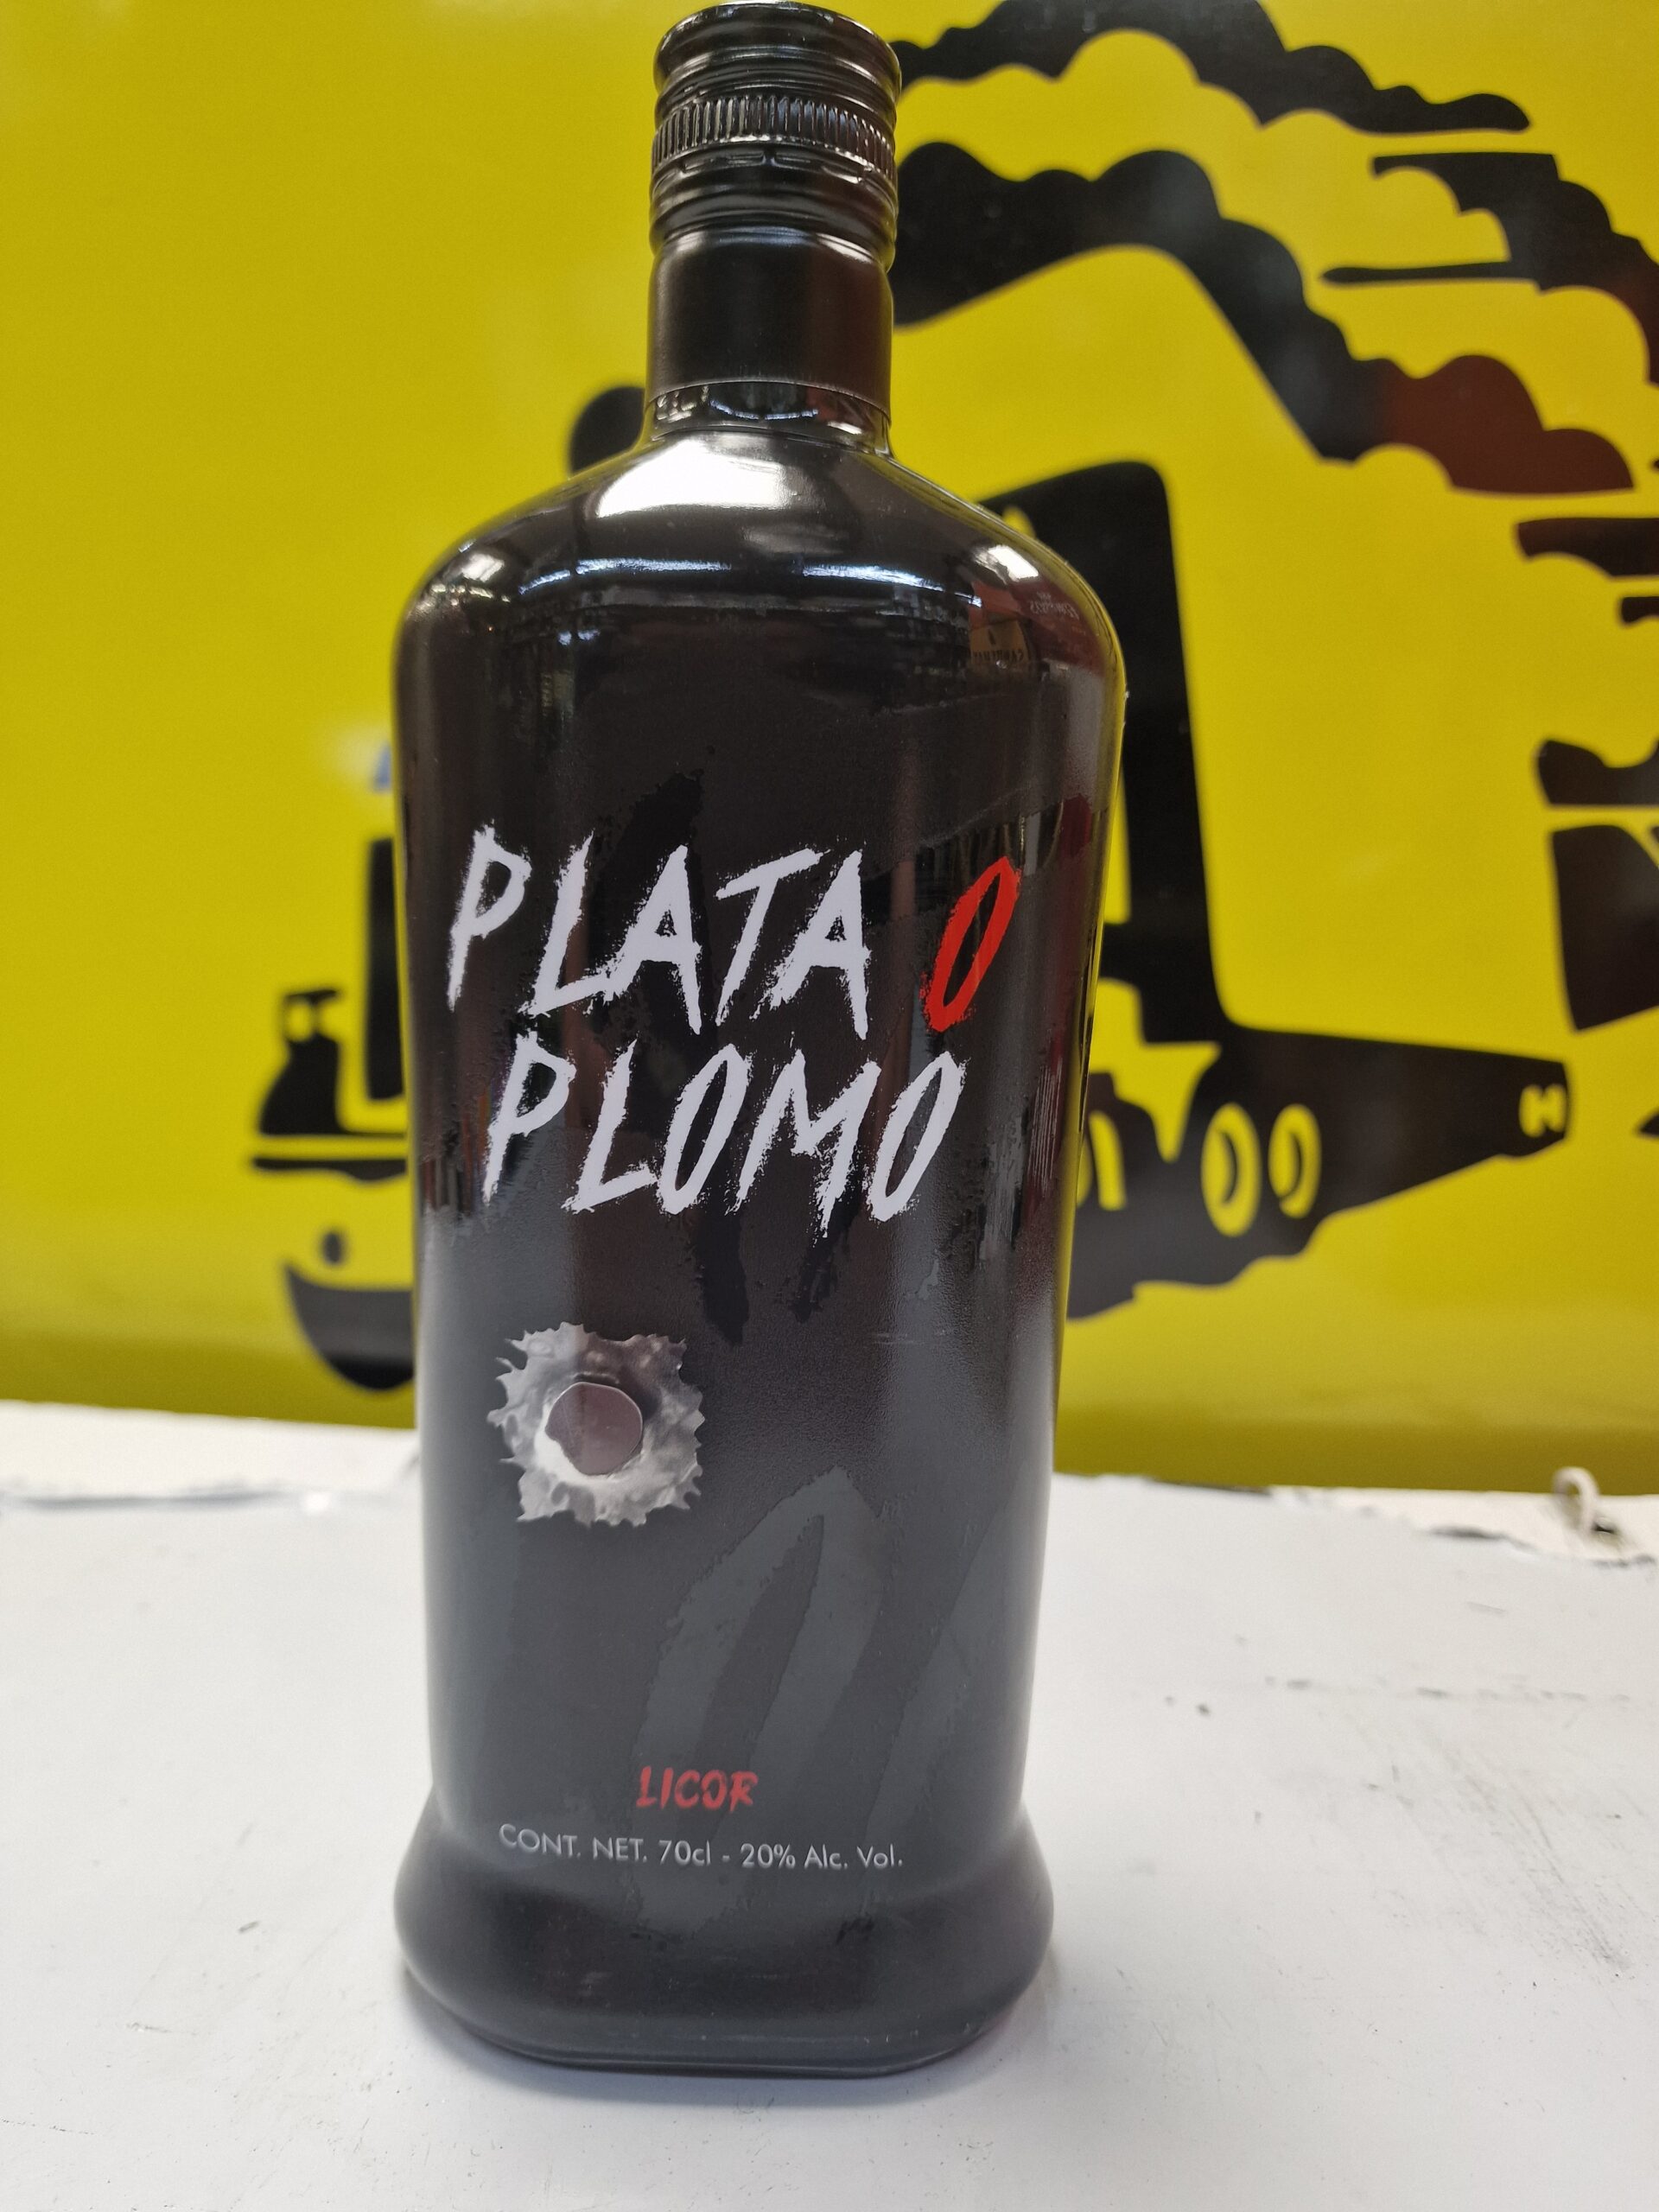 PLATA O
PLOMO
LICOR
CONT. NET. 70cl - 20% Alc. Vol.